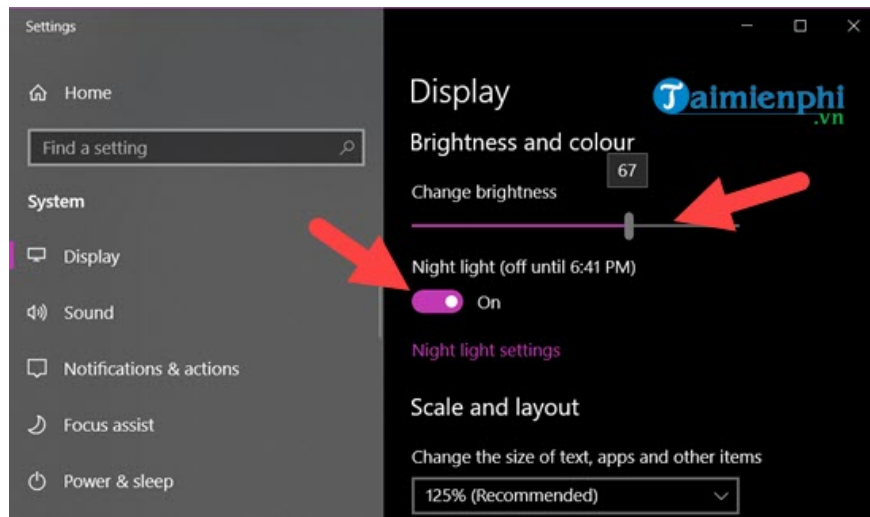 Settings
Home
Find a setting
System
Display
Sound
Notifications & actions
Focus assist
Power & sleep
Display
Taimienphi
.vn
Brightness and colour
67
Change brightness
Night light (off until 6:41 PM)
On
Night light settings
Scale and layout
Change the size of text, apps and other items
125% (Recommended)